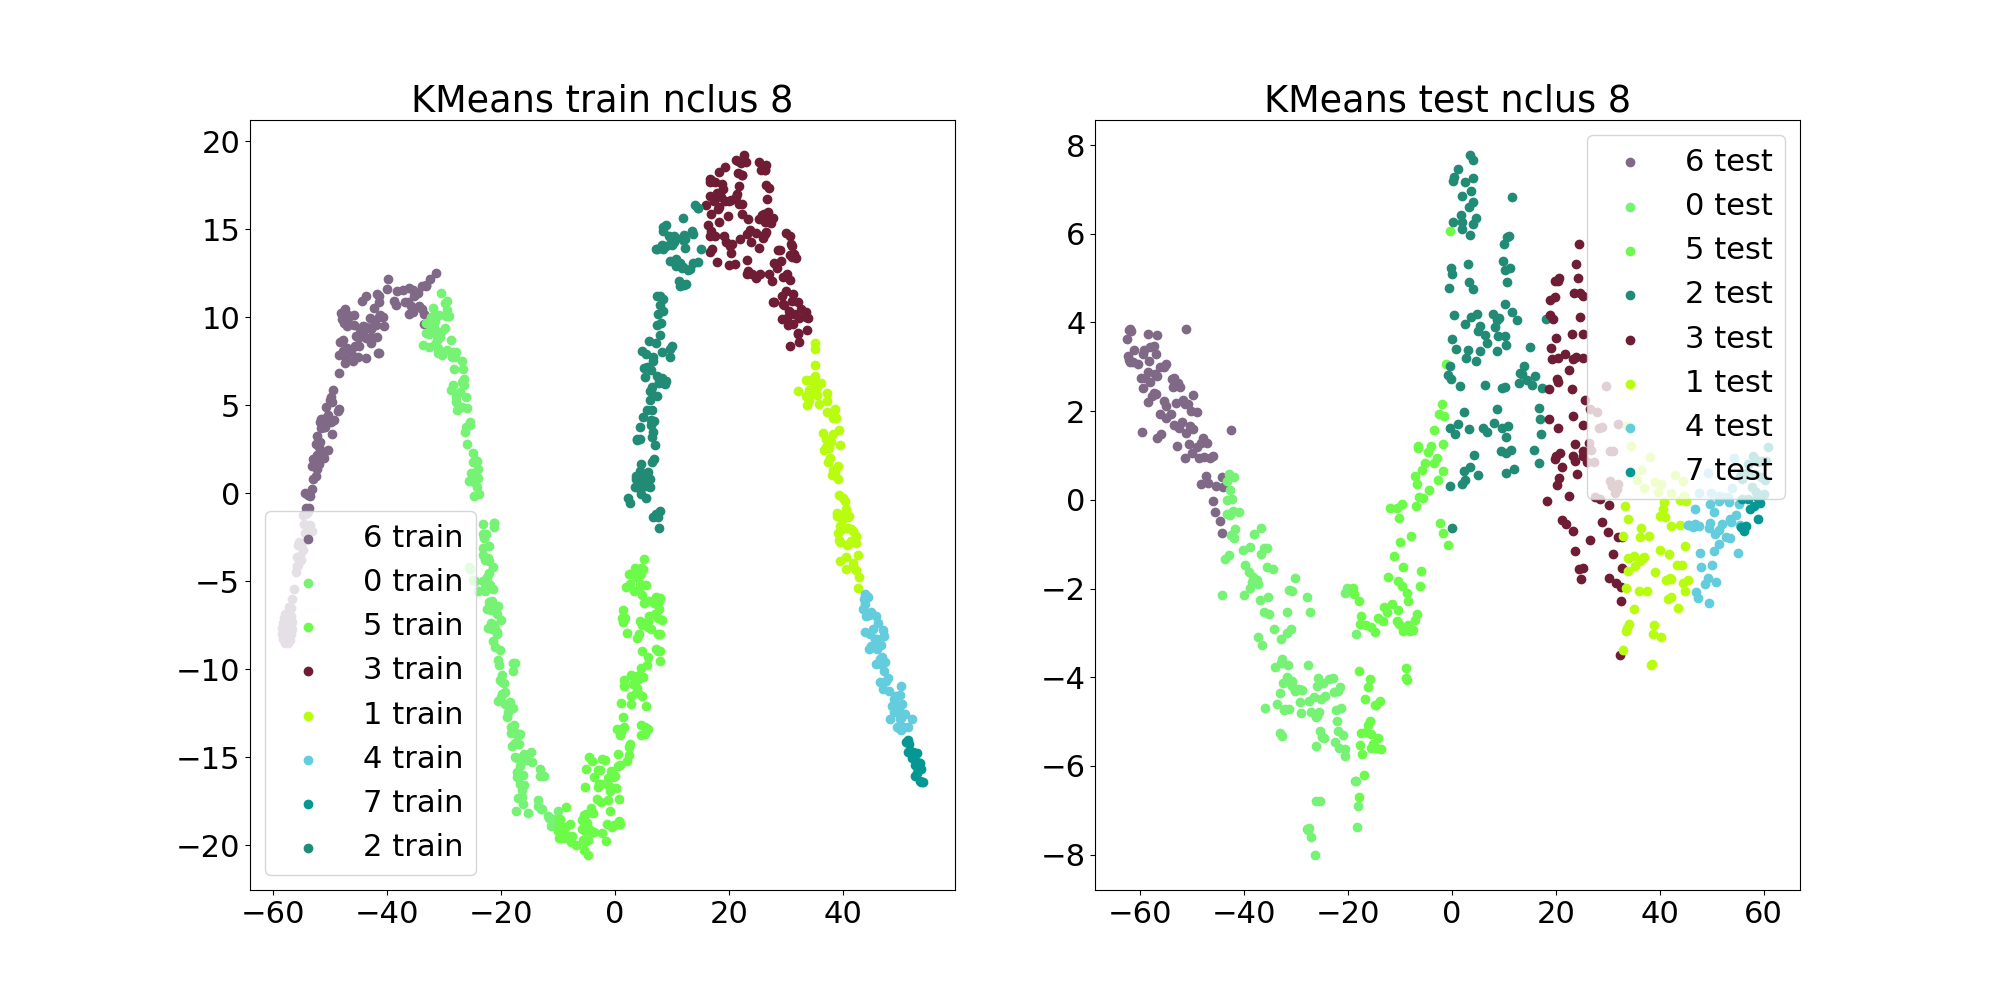 KMeans train nclus 8
20
15
10
5
0
−5
−10
−15
−20
−60
−40
−20
0
20
40
6 train
0 train
5 train
3 train
1 train
4 train
7 train
2 train
KMeans test nclus 8
8
6
4
2
0
−2
−4
−6
−8
−60
−40
−20
0
20
40
60
6 test
0 test
5 test
2 test
3 test
1 test
4 test
7 test